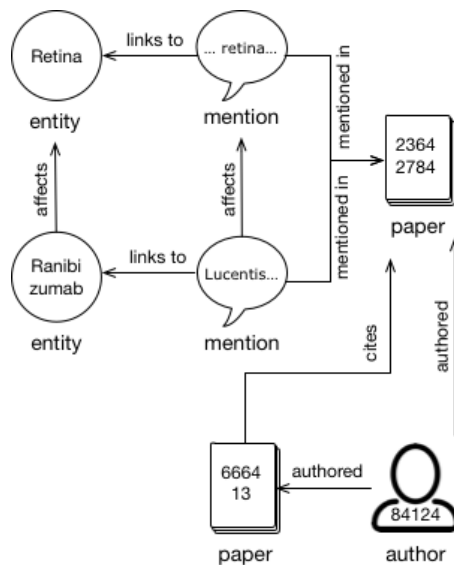 Retina
links to
... retina...
entity
mention
mentioned in
2364
2784
paper
affects
affects
mentioned in
Ranibi
zumab
links to
Lucentis...
entity
mention
cites
authored
6664
13
authored
84124
paper
author